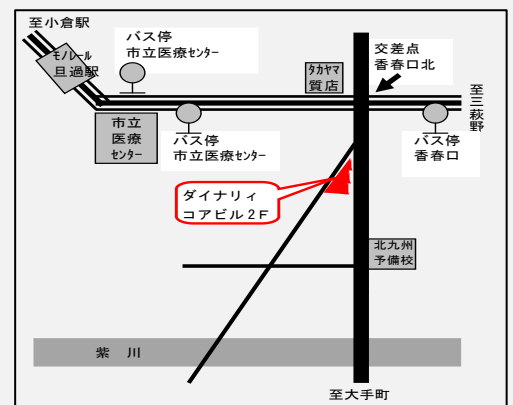 至小倉駅
モノレール
旦過駅
バス停
市立医療センター
タカヤマ
質店
交差点
香春口北
至三萩野
市立
医療
センター
バス停
市立医療センター
バス停
香春口
ダイナリィ
コアビル2F
北九州
予備校
紫川
至大手町